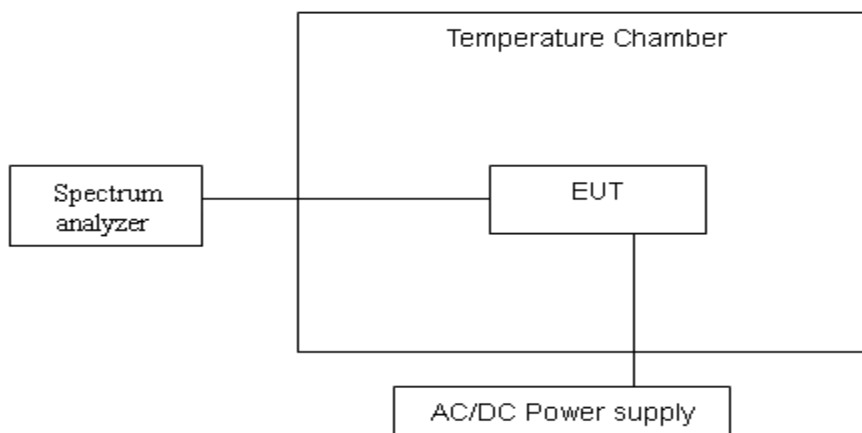 Temperature Chamber
Spectrum
analyzer
EUT
AC/DC Power supply